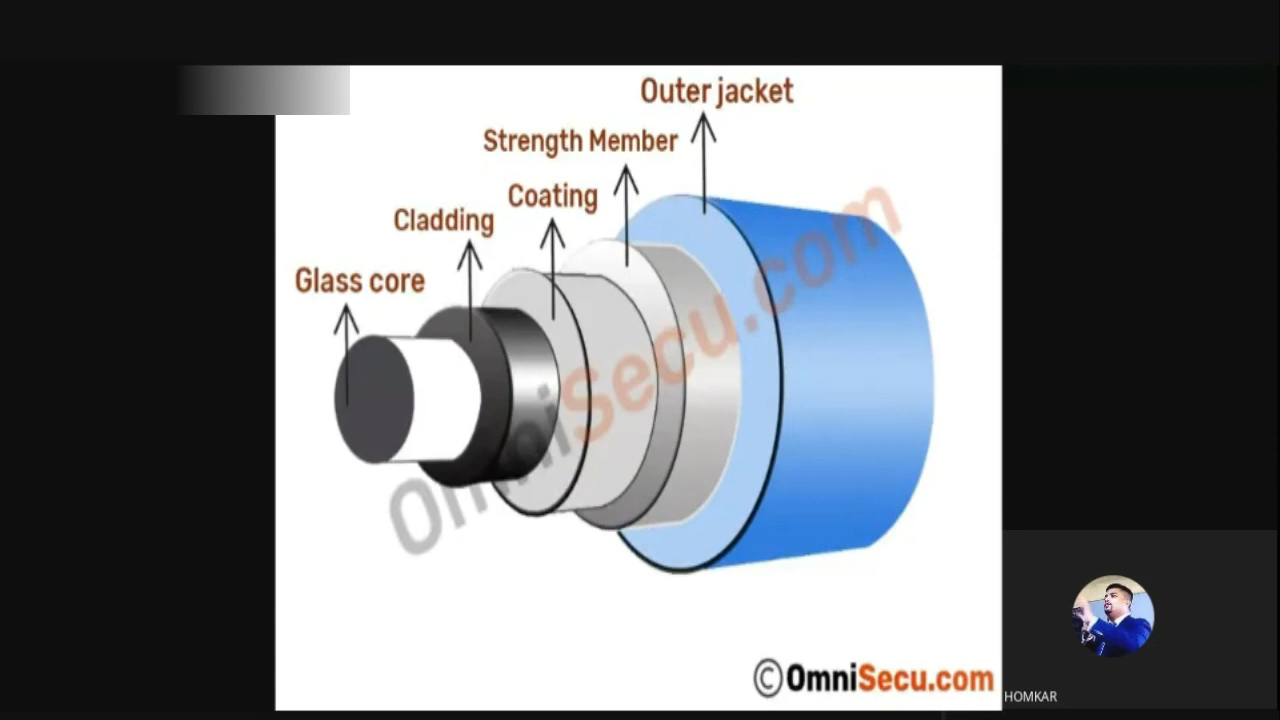 Outer jacket
Strength Member
Coating
Cladding
Glass core
OmniSecu.com
©OmniSecu.com
HOMKAR